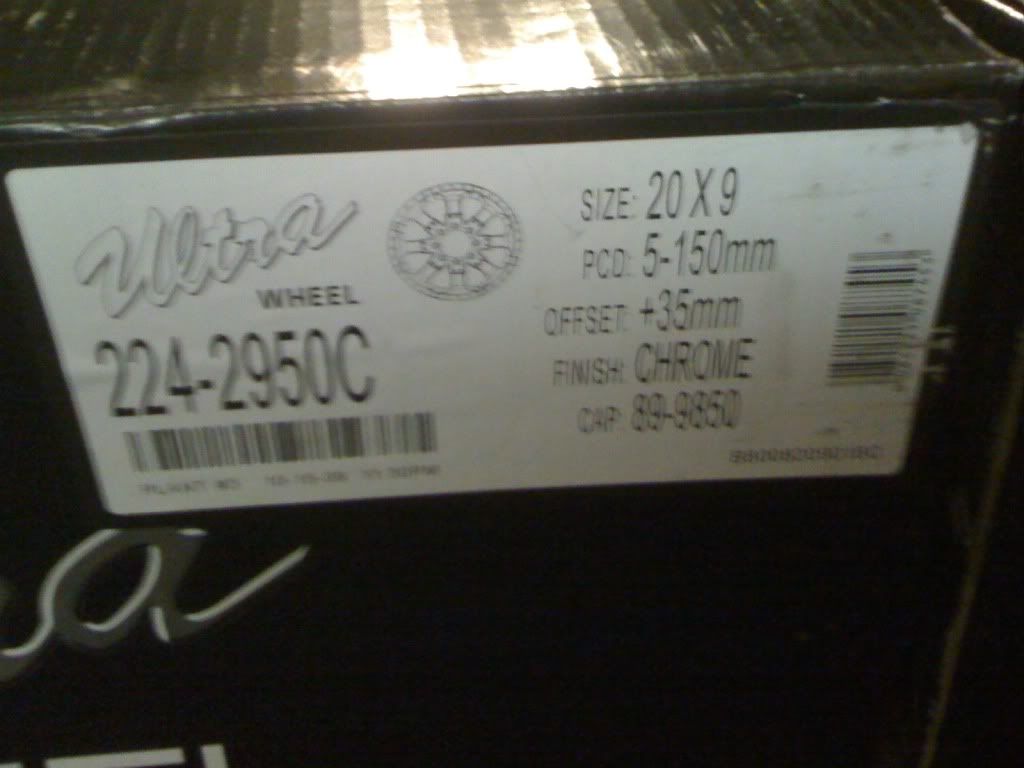 Ultra
WHEEL
224-2950C
SIZE: 20 X 9
PCD: 5-150mm
OFFSET: +35mm
FINISH: CHROME
CAP: 89-9850
a